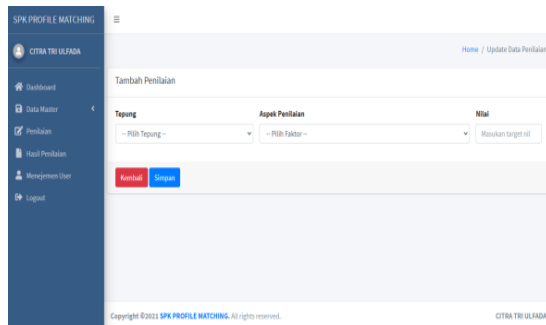 SPK PROFILE MATCHING
CITRA TRI ULFADA
Dashboard
Data Master
Penilaian
Hasil Penilaian
Menejemen User
Logout
Home / Update Data Penilaian
Tambah Penilaian
Tepung
-- Pilih Tepung --
Aspek Penilaian
-- Pilih Faktor --
Nilai
Masukan target nil
Kembali Simpan
Copyright ©2021 SPK PROFILE MATCHING. All rights reserved.
CITRA TRI ULFADA